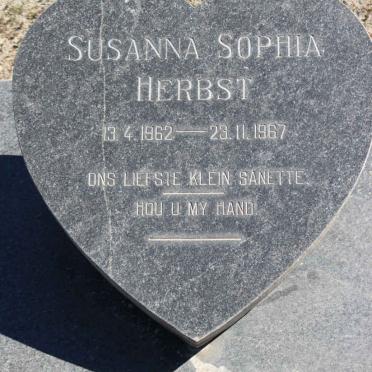 SUSANNA SOPHIA
HERBST
13.4.1962 — 23.11.1967
ONS LIEFSTE KLEIN SANETTE.
HOU U MY HAND.